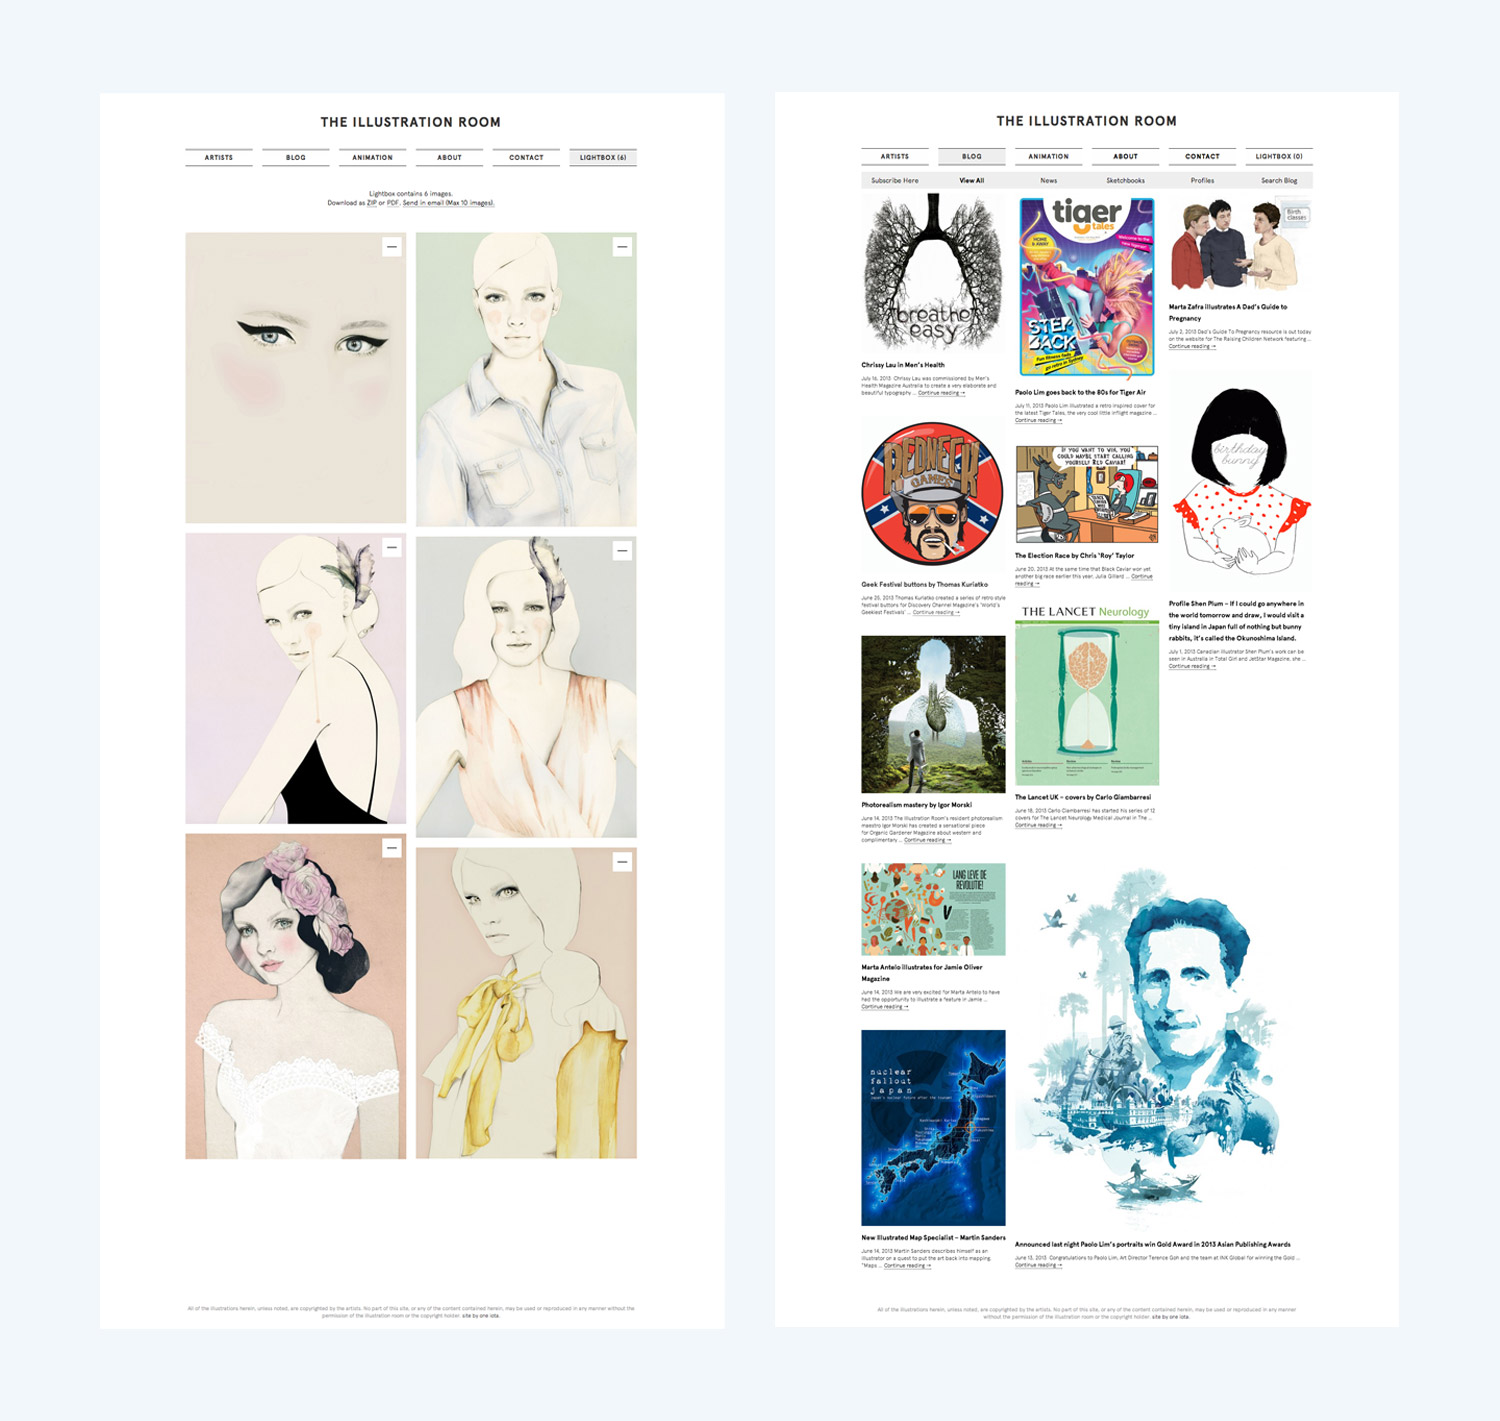 THE ILLUSTRATION ROOM
ARTISTS
BLOG
ANIMATION
ABOUT
CONTACT
LIGHTBOX (6)
Lightbox contains 6 images.
Download as ZIP or PDF. Send in email (Max 10 images).
All of the illustrations herein, unless noted, are copyrighted by the artists. No part of this site, or any of the content contained herein, may be used or reproduced in any manner without the
permission of the illustration room or the copyright holder. site by one iota.
THE ILLUSTRATION ROOM
ARTISTS
BLOG
ANIMATION
ABOUT
CONTACT
LIGHTBOX (0)
Subscribe Here
View All
News
Sketchbooks
Profiles
Search Blog
breathe
easy
Chrissy Lau in Men's Health
July 16, 2013 Chrissy Lau was commissioned by Men's
Health Magazine Australia to create a very elaborate and
beautiful typography ... Continue reading →
REDNECK
GAMES
Geek Festival buttons by Thomas Kuriatko
June 25, 2013 Thomas Kuriatko created a series of retro style
festival buttons for Discovery Channel Magazine's 'World's
Geekiest Festivals' ... Continue reading →
Photorealism mastery by Igor Morski
June 14, 2013 The Illustration Room's resident photorealism
maestro Igor Morski has created a sensational piece
for Organic Gardener Magazine about western and
complimentary ... Continue reading →
LANG LEVE DE
REVOLUTIE!
Marta Antelo illustrates for Jamie Oliver
Magazine
June 14, 2013 We are very excited for Marta Antelo to have
had the opportunity to illustrate a feature in Jamie ...
Continue reading →
nuclear
fallout
japan
Japan's nuclear future after the tsunami
New Illustrated Map Specialist – Martin Sanders
June 14, 2013 Martin Sanders describes himself as an
illustrator on a quest to put the art back into mapping.
"Maps ... Continue reading →
tiger
tales
HOME
& AWAY
Welcome to the
new tigerair
STEP
BACK
Fun fitness fads
go retro in Sydney
Paolo Lim goes back to the 80s for Tiger Air
July 11, 2013 Paolo Lim illustrated a retro inspired cover for
the latest Tiger Tales, the very cool little inflight magazine ...
Continue reading →
IF YOU WANT TO WIN, YOU
COULD MAYBE START CALLING
YOURSELF RED CAVIAR!
The Election Race by Chris 'Roy' Taylor
June 20, 2013 At the same time that Black Caviar won yet
another big race earlier this year, Julia Gillard ... Continue
reading →
THE LANCET Neurology
The Lancet UK – covers by Carlo Giambarresi
June 18, 2013 Carlo Giambarresi has started his series of 12
covers for The Lancet Neurology Medical Journal in The ...
Continue reading →
Birth
classes
Marta Zafra illustrates A Dad's Guide to
Pregnancy
July 2, 2013 Dad's Guide To Pregnancy resource is out today
on the website for The Raising Children Network featuring ...
Continue reading →
birthday
bunny
Profile Shen Plum – If I could go anywhere in
the world tomorrow and draw, I would visit a
tiny island in Japan full of nothing but bunny
rabbits, it's called the Okunoshima Island.
July 1, 2013 Canadian illustrator Shen Plum's work can be
seen in Australia in Total Girl and JetStar Magazine, she ...
Continue reading →
Announced last night Paolo Lim's portraits win Gold Award in 2013 Asian Publishing Awards
June 13, 2013 Congratulations to Paolo Lim, Art Director Terence Goh and the team at INK Global for winning the Gold ...
Continue reading →
All of the illustrations herein, unless noted, are copyrighted by the artists. No part of this site, or any of the content contained herein, may be used or reproduced in any manner
without the permission of the illustration room or the copyright holder. site by one iota.